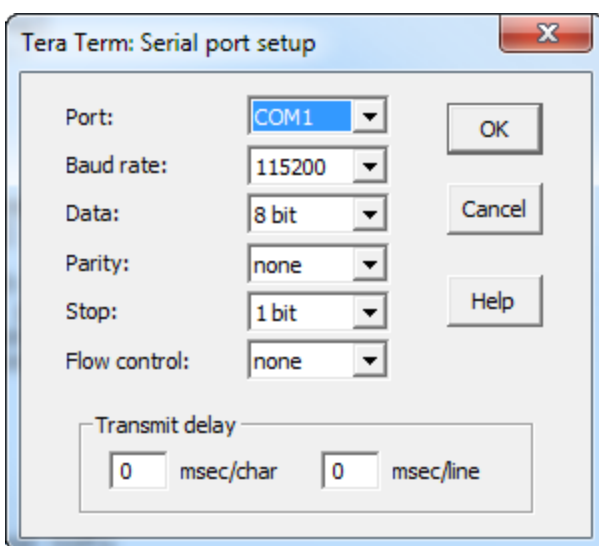 Tera Term: Serial port setup
Port: COM1 OK
Baud rate: 115200
Data: 8 bit Cancel
Parity: none
Stop: 1 bit Help
Flow control: none
Transmit delay
0 msec/char 0 msec/line